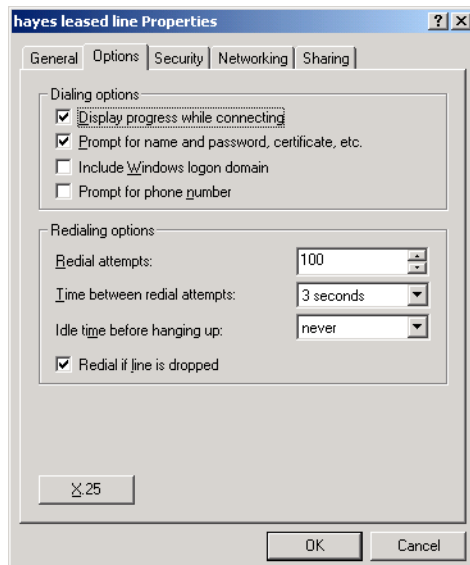 hayes leased line Properties
General Options Security Networking Sharing
Dialing options
Display progress while connecting
Prompt for name and password, certificate, etc.
Include Windows logon domain
Prompt for phone number
Redialing options
Redial attempts: 100
Time between redial attempts: 3 seconds
Idle time before hanging up: never
Redial if line is dropped
X.25
OK Cancel